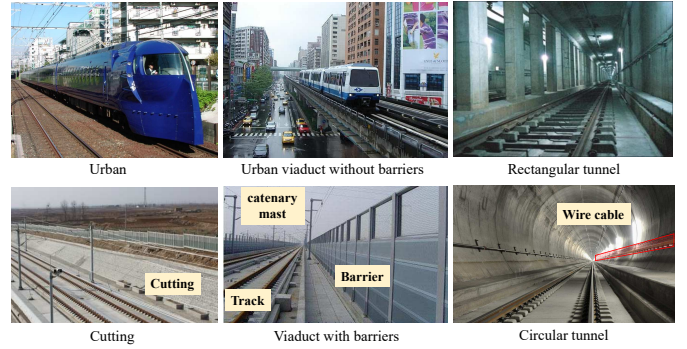 Urban
Urban viaduct without barriers
Rectangular tunnel
catenary
mast
Wire cable
Cutting
Barrier
Track
Cutting
Viaduct with barriers
Circular tunnel